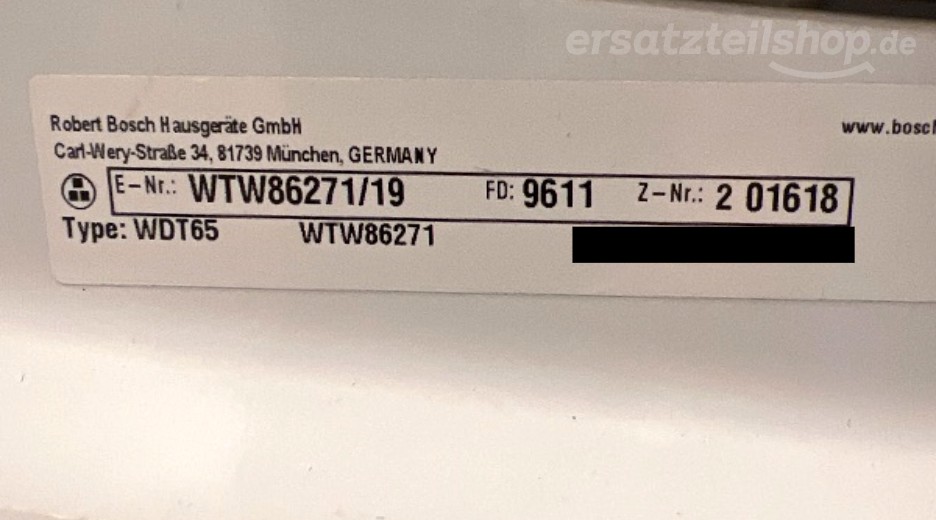 ersatzteilshop.de
Robert Bosch Hausgeräte GmbH
www.bosch
Carl-Wery-Straße 34, 81739 München, GERMANY
E-Nr.: WTW86271/19 FD: 9611 Z-Nr.: 2 01618
Type: WDT65 WTW86271